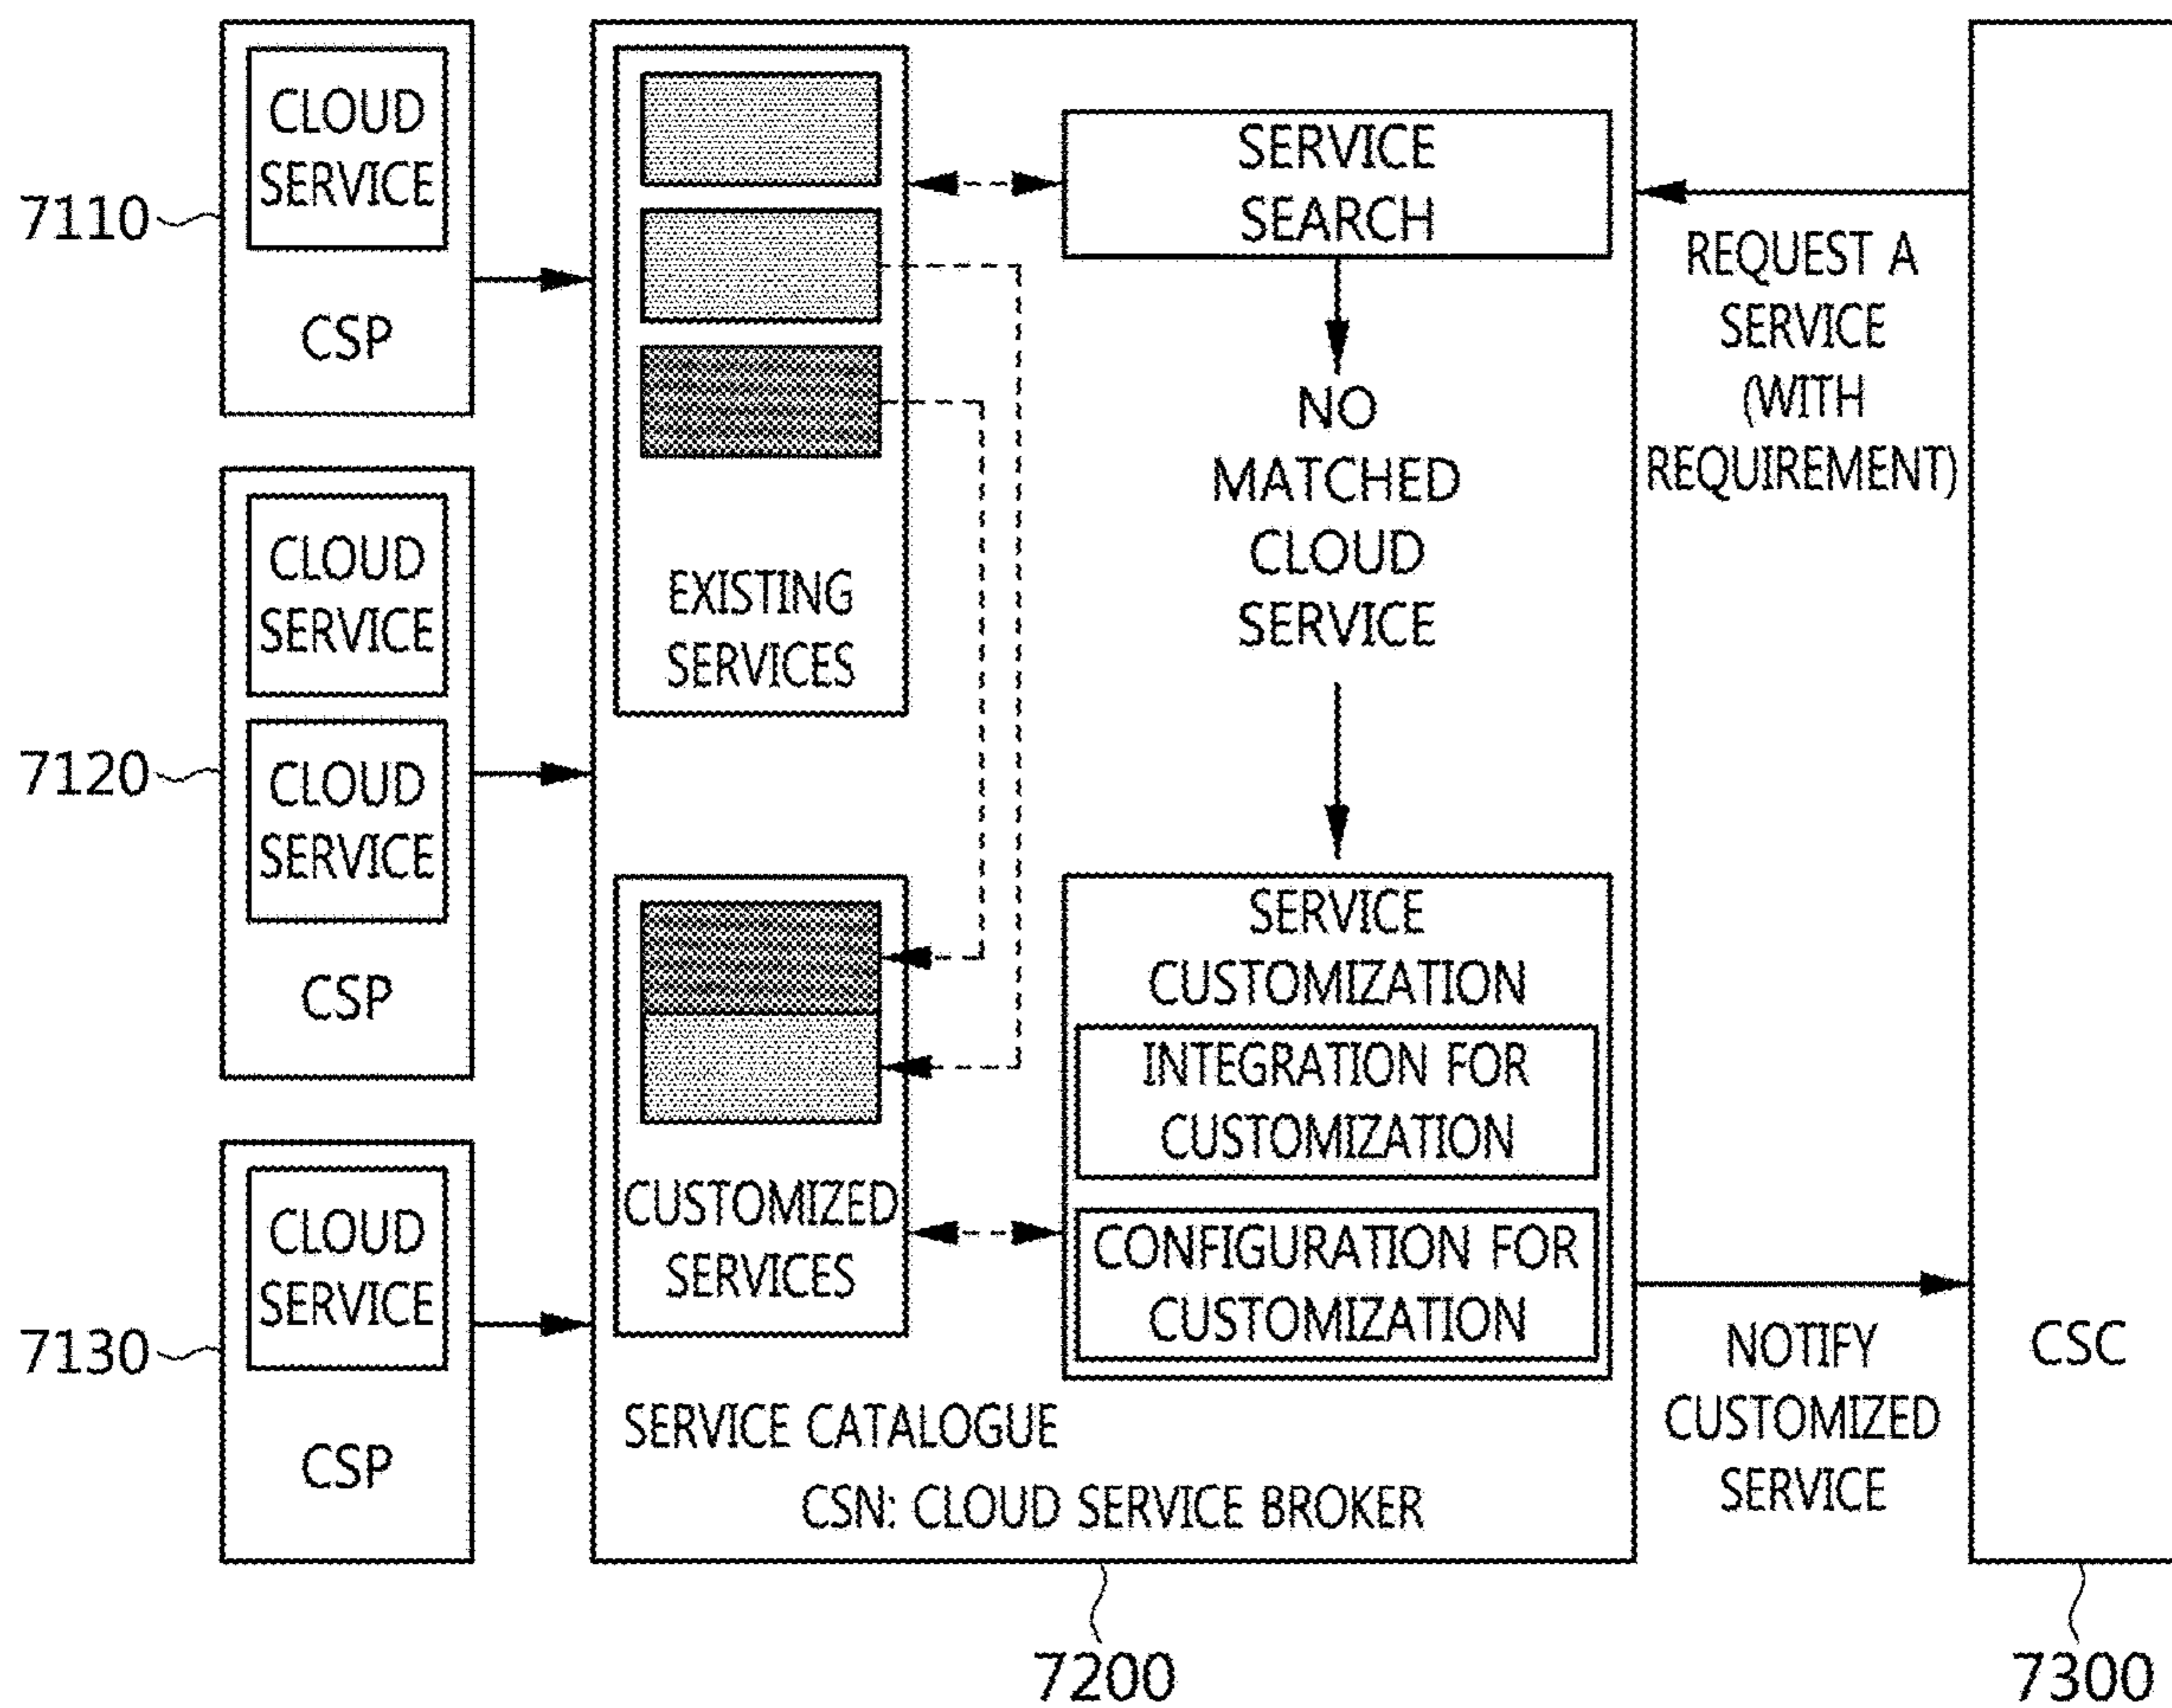 7110
CLOUD
SERVICE
CSP
7120
CLOUD
SERVICE
CLOUD
SERVICE
CSP
7130
CLOUD
SERVICE
CSP
EXISTING
SERVICES
CUSTOMIZED
SERVICES
SERVICE CATALOGUE
SERVICE
SEARCH
NO
MATCHED
CLOUD
SERVICE
SERVICE
CUSTOMIZATION
INTEGRATION FOR
CUSTOMIZATION
CONFIGURATION FOR
CUSTOMIZATION
CSN: CLOUD SERVICE BROKER
7200
REQUEST A
SERVICE
(WITH
REQUIREMENT)
NOTIFY
CUSTOMIZED
SERVICE
CSC
7300